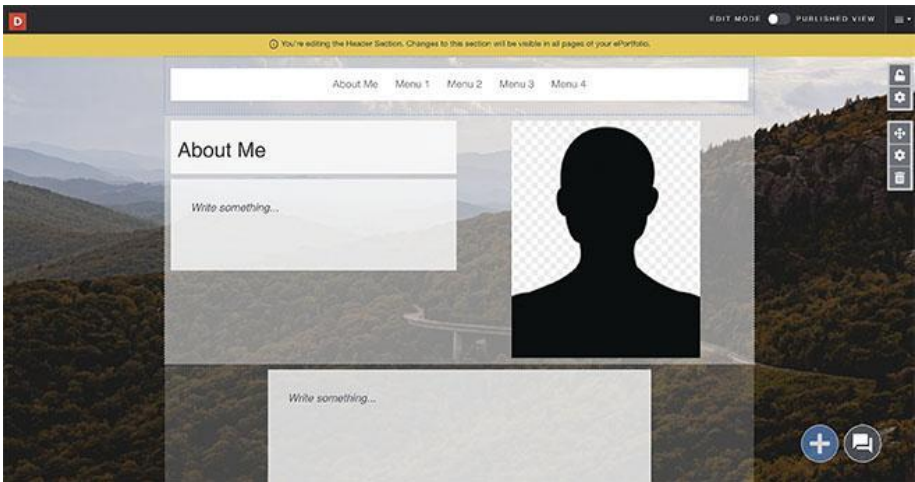 D
EDIT MODE PUBLISHED VIEW
You're editing the Header Section. Changes to this section will be visible in all pages of your ePortfolio.
About Me Menu 1 Menu 2 Menu 3 Menu 4
About Me
Write something...
Write something...